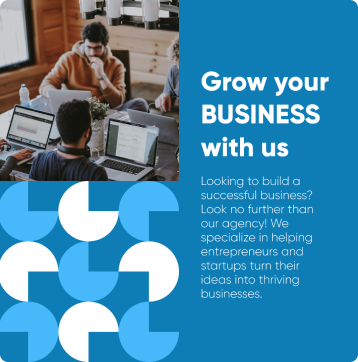 Grow your
BUSINESS
with us
Looking to build a
successful business?
Look no further than
our agency! We
specialize in helping
entrepreneurs and
startups turn their
ideas into thriving
businesses.